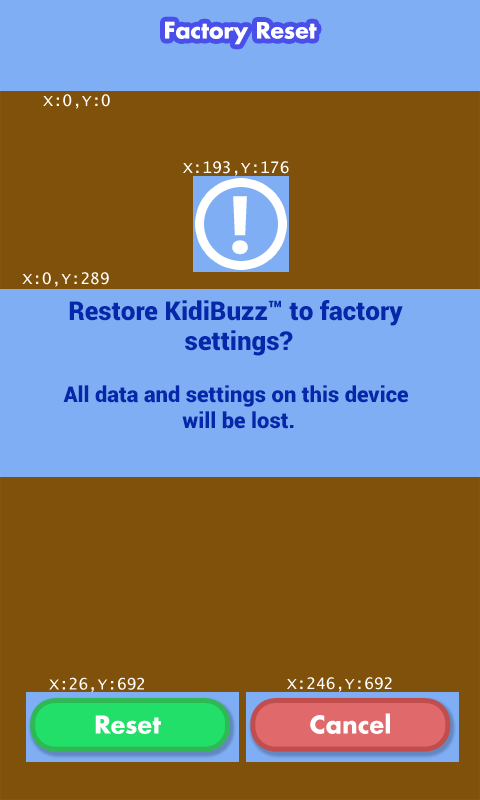 Factory Reset
X:0,Y:0
X:193,Y:176
!
X:0,Y:289
Restore KidiBuzz™ to factory
settings?
All data and settings on this device
will be lost.
X:26,Y:692
X:246,Y:692
Reset
Cancel